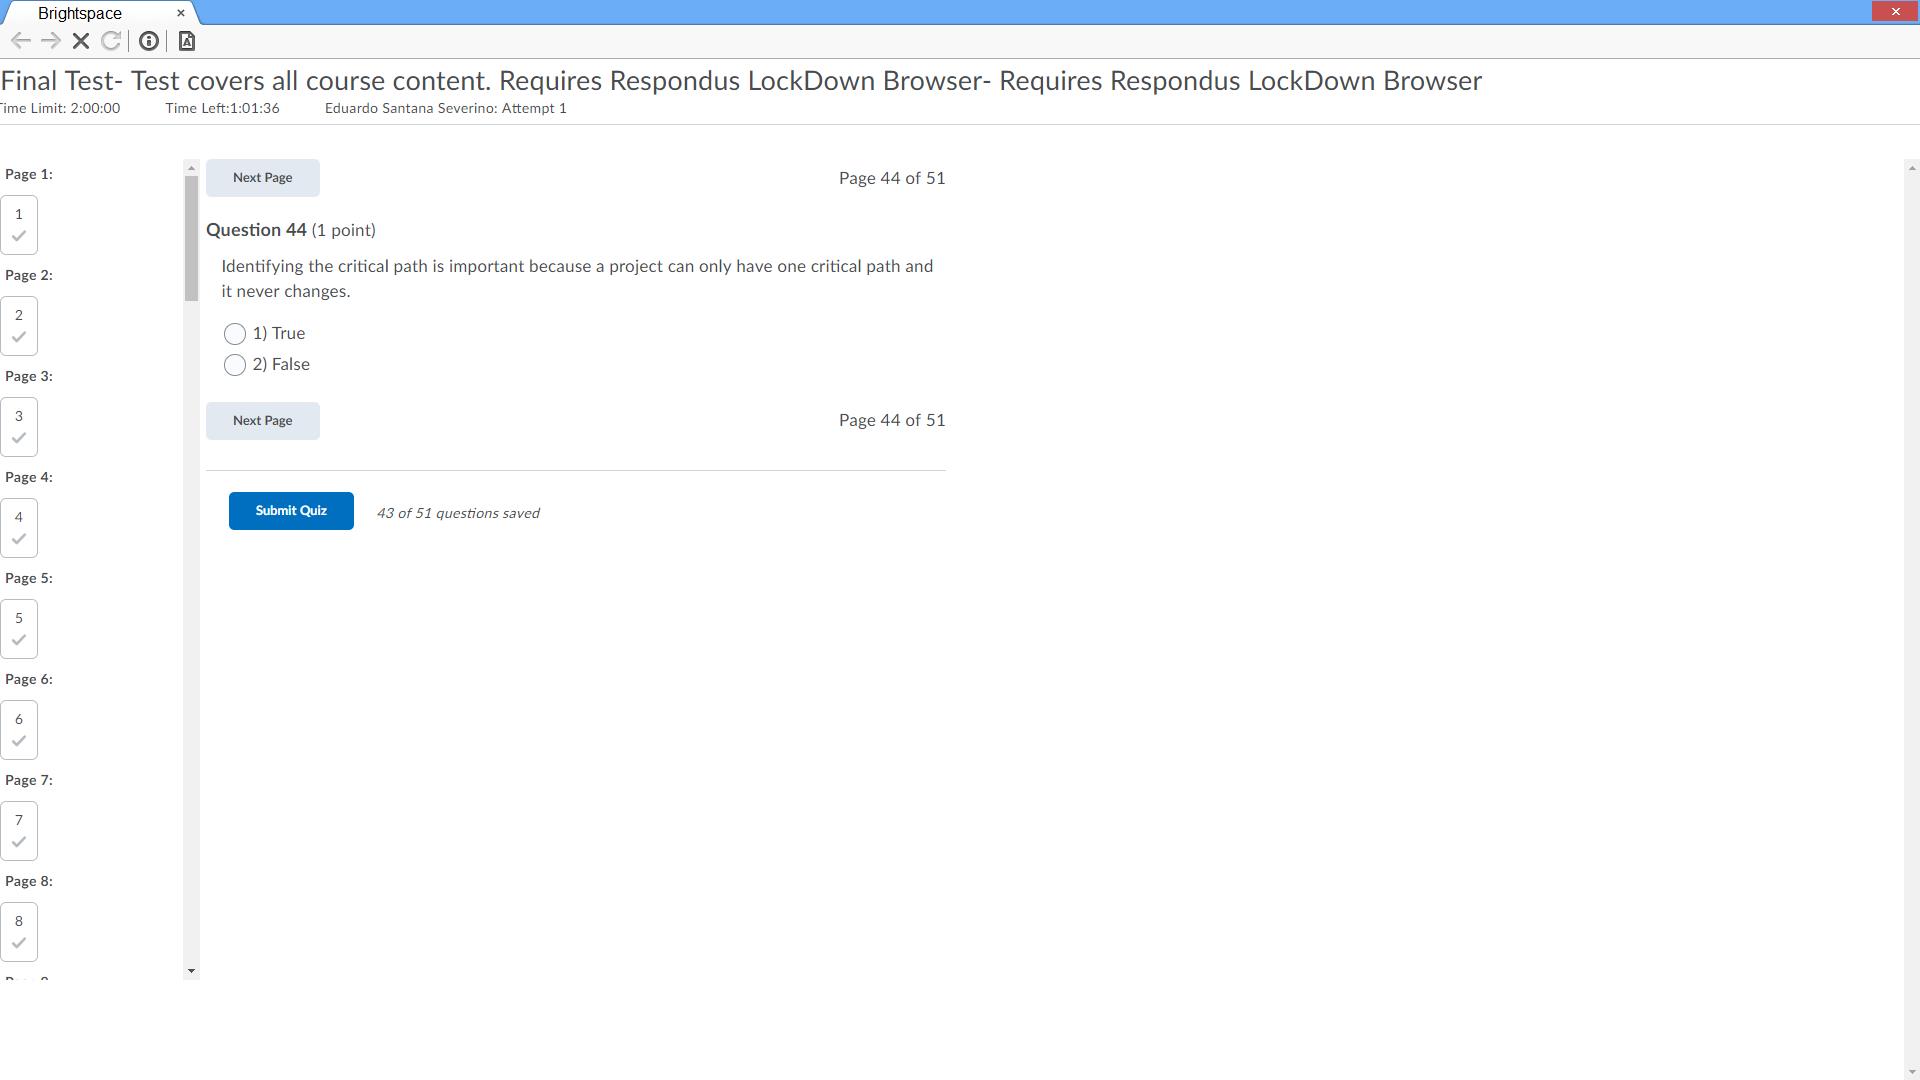 Brightspace
Final Test- Test covers all course content. Requires Respondus LockDown Browser- Requires Respondus LockDown Browser
Time Limit: 2:00:00 Time Left:1:01:36 Eduardo Santana Severino: Attempt 1
Page 1:
1
Page 2:
2
Page 3:
3
Page 4:
4
Page 5:
5
Page 6:
6
Page 7:
7
Page 8:
8
Next Page Page 44 of 51
Question 44 (1 point)
Identifying the critical path is important because a project can only have one critical path and
it never changes.
1) True
2) False
Next Page Page 44 of 51
Submit Quiz 43 of 51 questions saved